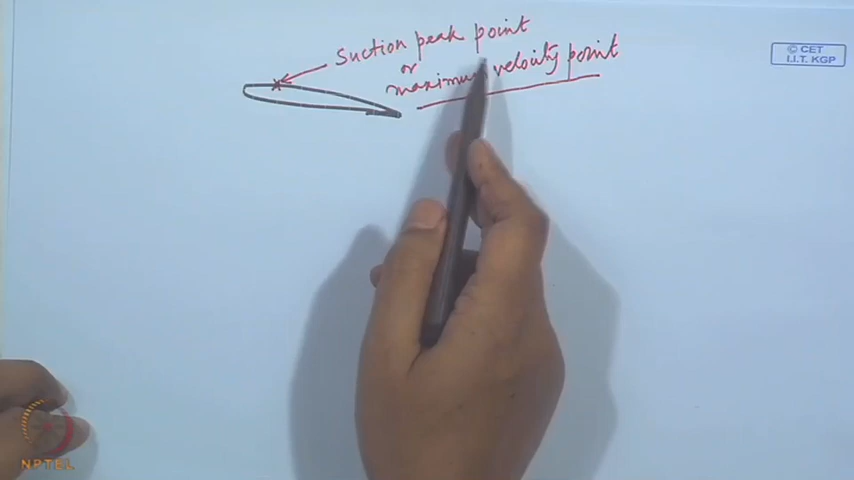 Suction peak point
or
maximum velocity point
© CET
I.I.T. KGP
NPTEL